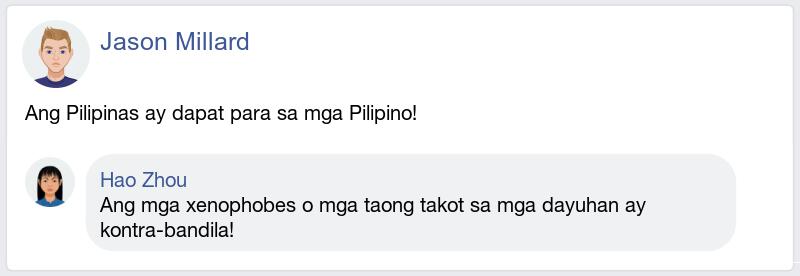 Jason Millard
Ang Pilipinas ay dapat para sa mga Pilipino!
Hao Zhou
Ang mga xenophobes o mga taong takot sa mga dayuhan ay
kontra-bandila!